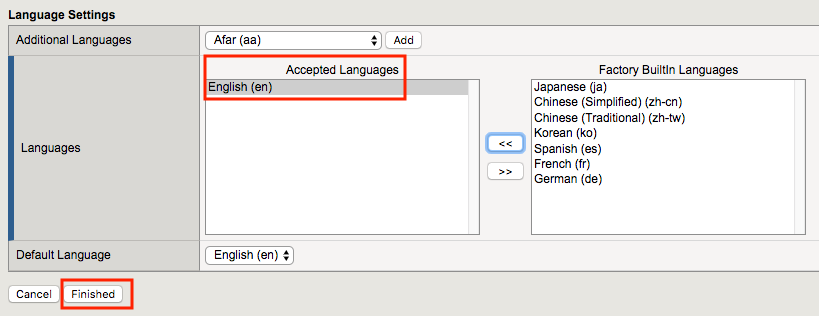 Language Settings
Additional Languages
Afar (aa)
Add
Languages
Accepted Languages
English (en)
<<
>>
Factory BuiltIn Languages
Japanese (ja)
Chinese (Simplified) (zh-cn)
Chinese (Traditional) (zh-tw)
Korean (ko)
Spanish (es)
French (fr)
German (de)
Default Language
English (en)
Cancel
Finished